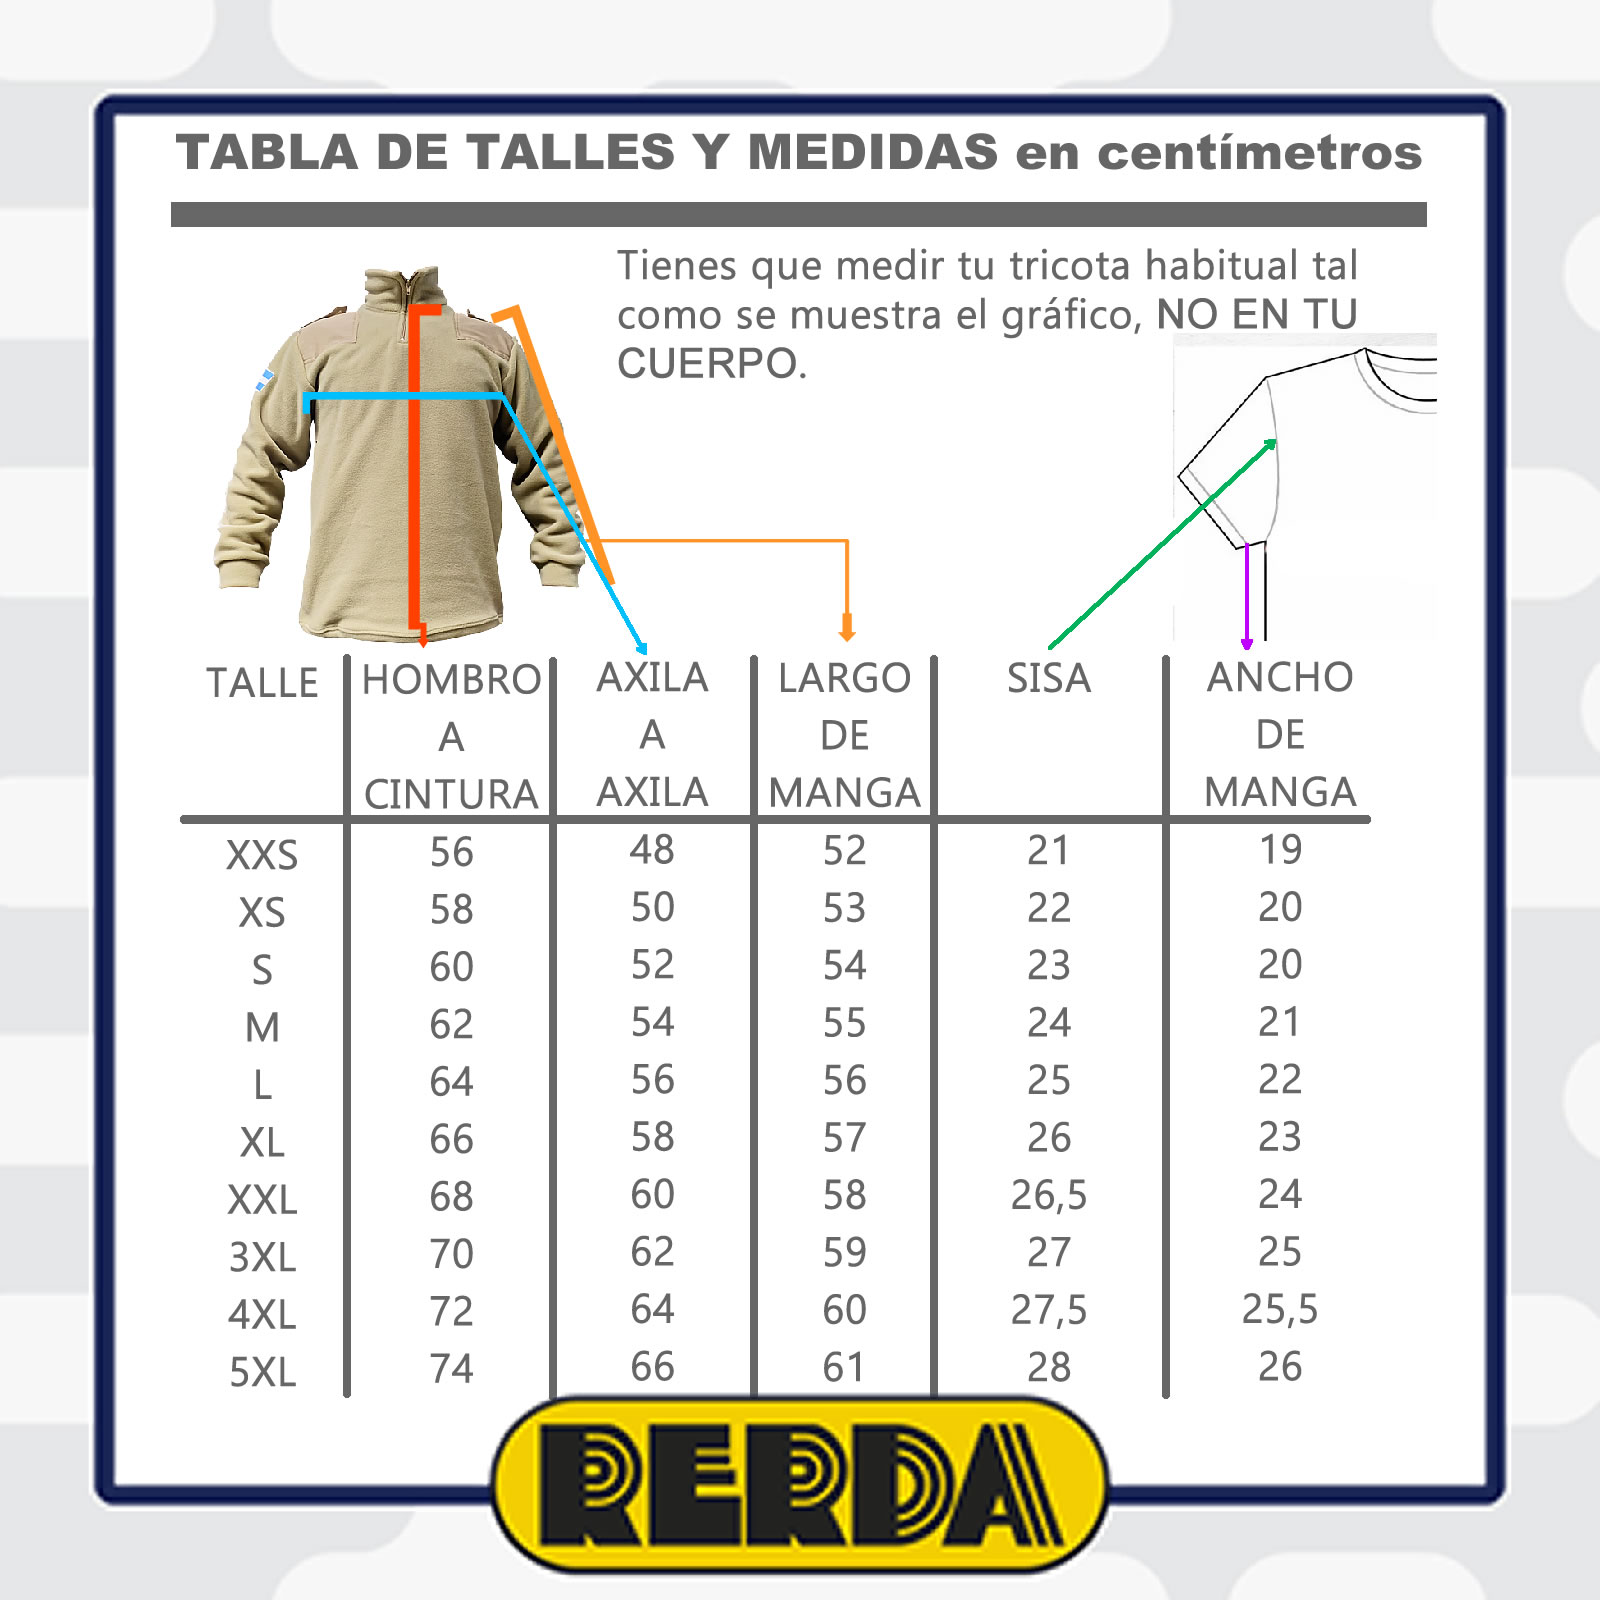 TABLA DE TALLES Y MEDIDAS en centímetros
Tienes que medir tu tricota habitual tal
como se muestra el gráfico, NO EN TU
CUERPO.
TALLE HOMBRO A CINTURA AXILA A AXILA LARGO DE MANGA SISA ANCHO DE MANGA
XXS 56 48 52 21 19
XS 58 50 53 22 20
S 60 52 54 23 20
M 62 54 55 24 21
L 64 56 56 25 22
XL 66 58 57 26 23
XXL 68 60 58 26,5 24
3XL 70 62 59 27 25
4XL 72 64 60 27,5 25,5
5XL 74 66 61 28 26
RERDA